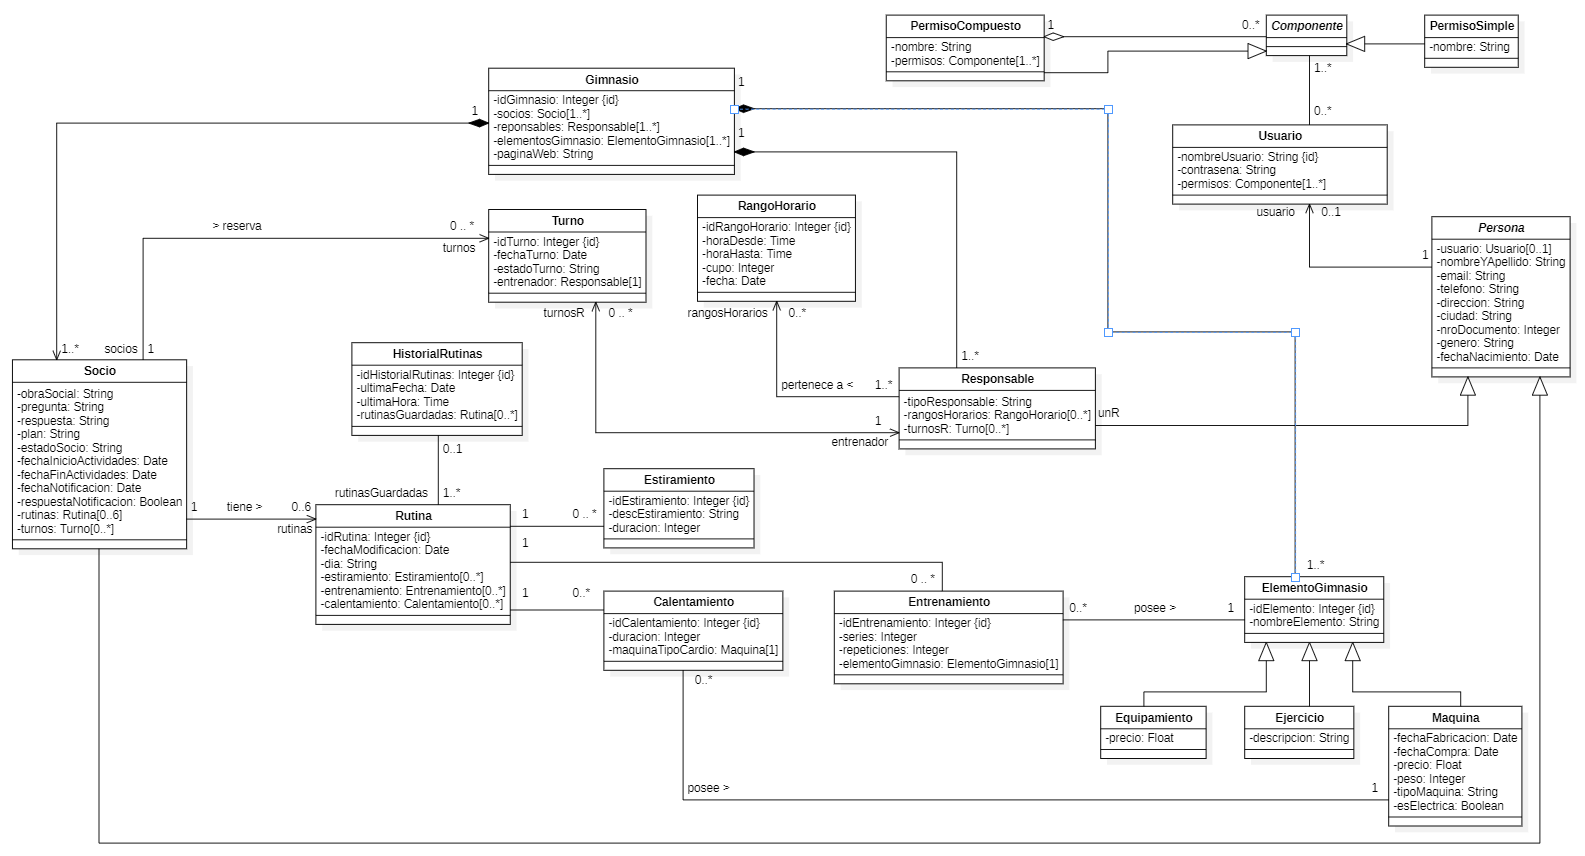 PermisoCompuesto
-nombre: String
-permisos: Componente[1..*]
1
0..*
Componente
PermisoSimple
-nombre: String
1..*
0..*
Gimnasio
-idGimnasio: Integer {id}
-socios: Socio[1..*]
-reponsables: Responsable[1..*]
-elementosGimnasio: ElementoGimnasio[1..*]
-paginaWeb: String
1
1
1
Usuario
-nombreUsuario: String {id}
-contrasena: String
-permisos: Componente[1..*]
usuario
0..1
Persona
-usuario: Usuario[0..1]
-nombreYApellido: String
-email: String
-telefono: String
-direccion: String
-ciudad: String
-nroDocumento: Integer
-genero: String
-fechaNacimiento: Date
1
> reserva
0 .. *
turnos
Turno
-idTurno: Integer {id}
-fechaTurno: Date
-estadoTurno: String
-entrenador: Responsable[1]
turnosR
0 .. *
RangoHorario
-idRangoHorario: Integer {id}
-horaDesde: Time
-horaHasta: Time
-cupo: Integer
-fecha: Date
rangosHorarios
0..*
1..*
socios
1
Socio
-obraSocial: String
-pregunta: String
-respuesta: String
-plan: String
-estadoSocio: String
-fechaInicioActividades: Date
-fechaFinActividades: Date
-fechaNotificacion: Date
-respuestaNotificacion: Boolean
-rutinas: Rutina[0..6]
-turnos: Turno[0..*]
HistorialRutinas
-idHistorialRutinas: Integer {id}
-ultimaFecha: Date
-ultimaHora: Time
-rutinasGuardadas: Rutina[0..*]
0..1
rutinasGuardadas
1..*
1..*
pertenece a <
1..*
Responsable
-tipoResponsable: String
-rangosHorarios: RangoHorario[0..*]
-turnosR: Turno[0..*]
unR
1
entrenador
1
tiene >
0..6
rutinas
Rutina
-idRutina: Integer {id}
-fechaModificacion: Date
-dia: String
-estiramiento: Estiramiento[0..*]
-entrenamiento: Entrenamiento[0..*]
-calentamiento: Calentamiento[0..*]
1
0 .. *
Estiramiento
-idEstiramiento: Integer {id}
-descEstiramiento: String
-duracion: Integer
1
0 .. *
1
0..*
Calentamiento
-idCalentamiento: Integer {id}
-duracion: Integer
-maquinaTipoCardio: Maquina[1]
0..*
Entrenamiento
-idEntrenamiento: Integer {id}
-series: Integer
-repeticiones: Integer
-elementoGimnasio: ElementoGimnasio[1]
0..*
posee >
1
1..*
ElementoGimnasio
-idElemento: Integer {id}
-nombreElemento: String
Equipamiento
-precio: Float
Ejercicio
-descripcion: String
Maquina
-fechaFabricacion: Date
-fechaCompra: Date
-precio: Float
-peso: Integer
-tipoMaquina: String
-esElectrica: Boolean
posee >
1